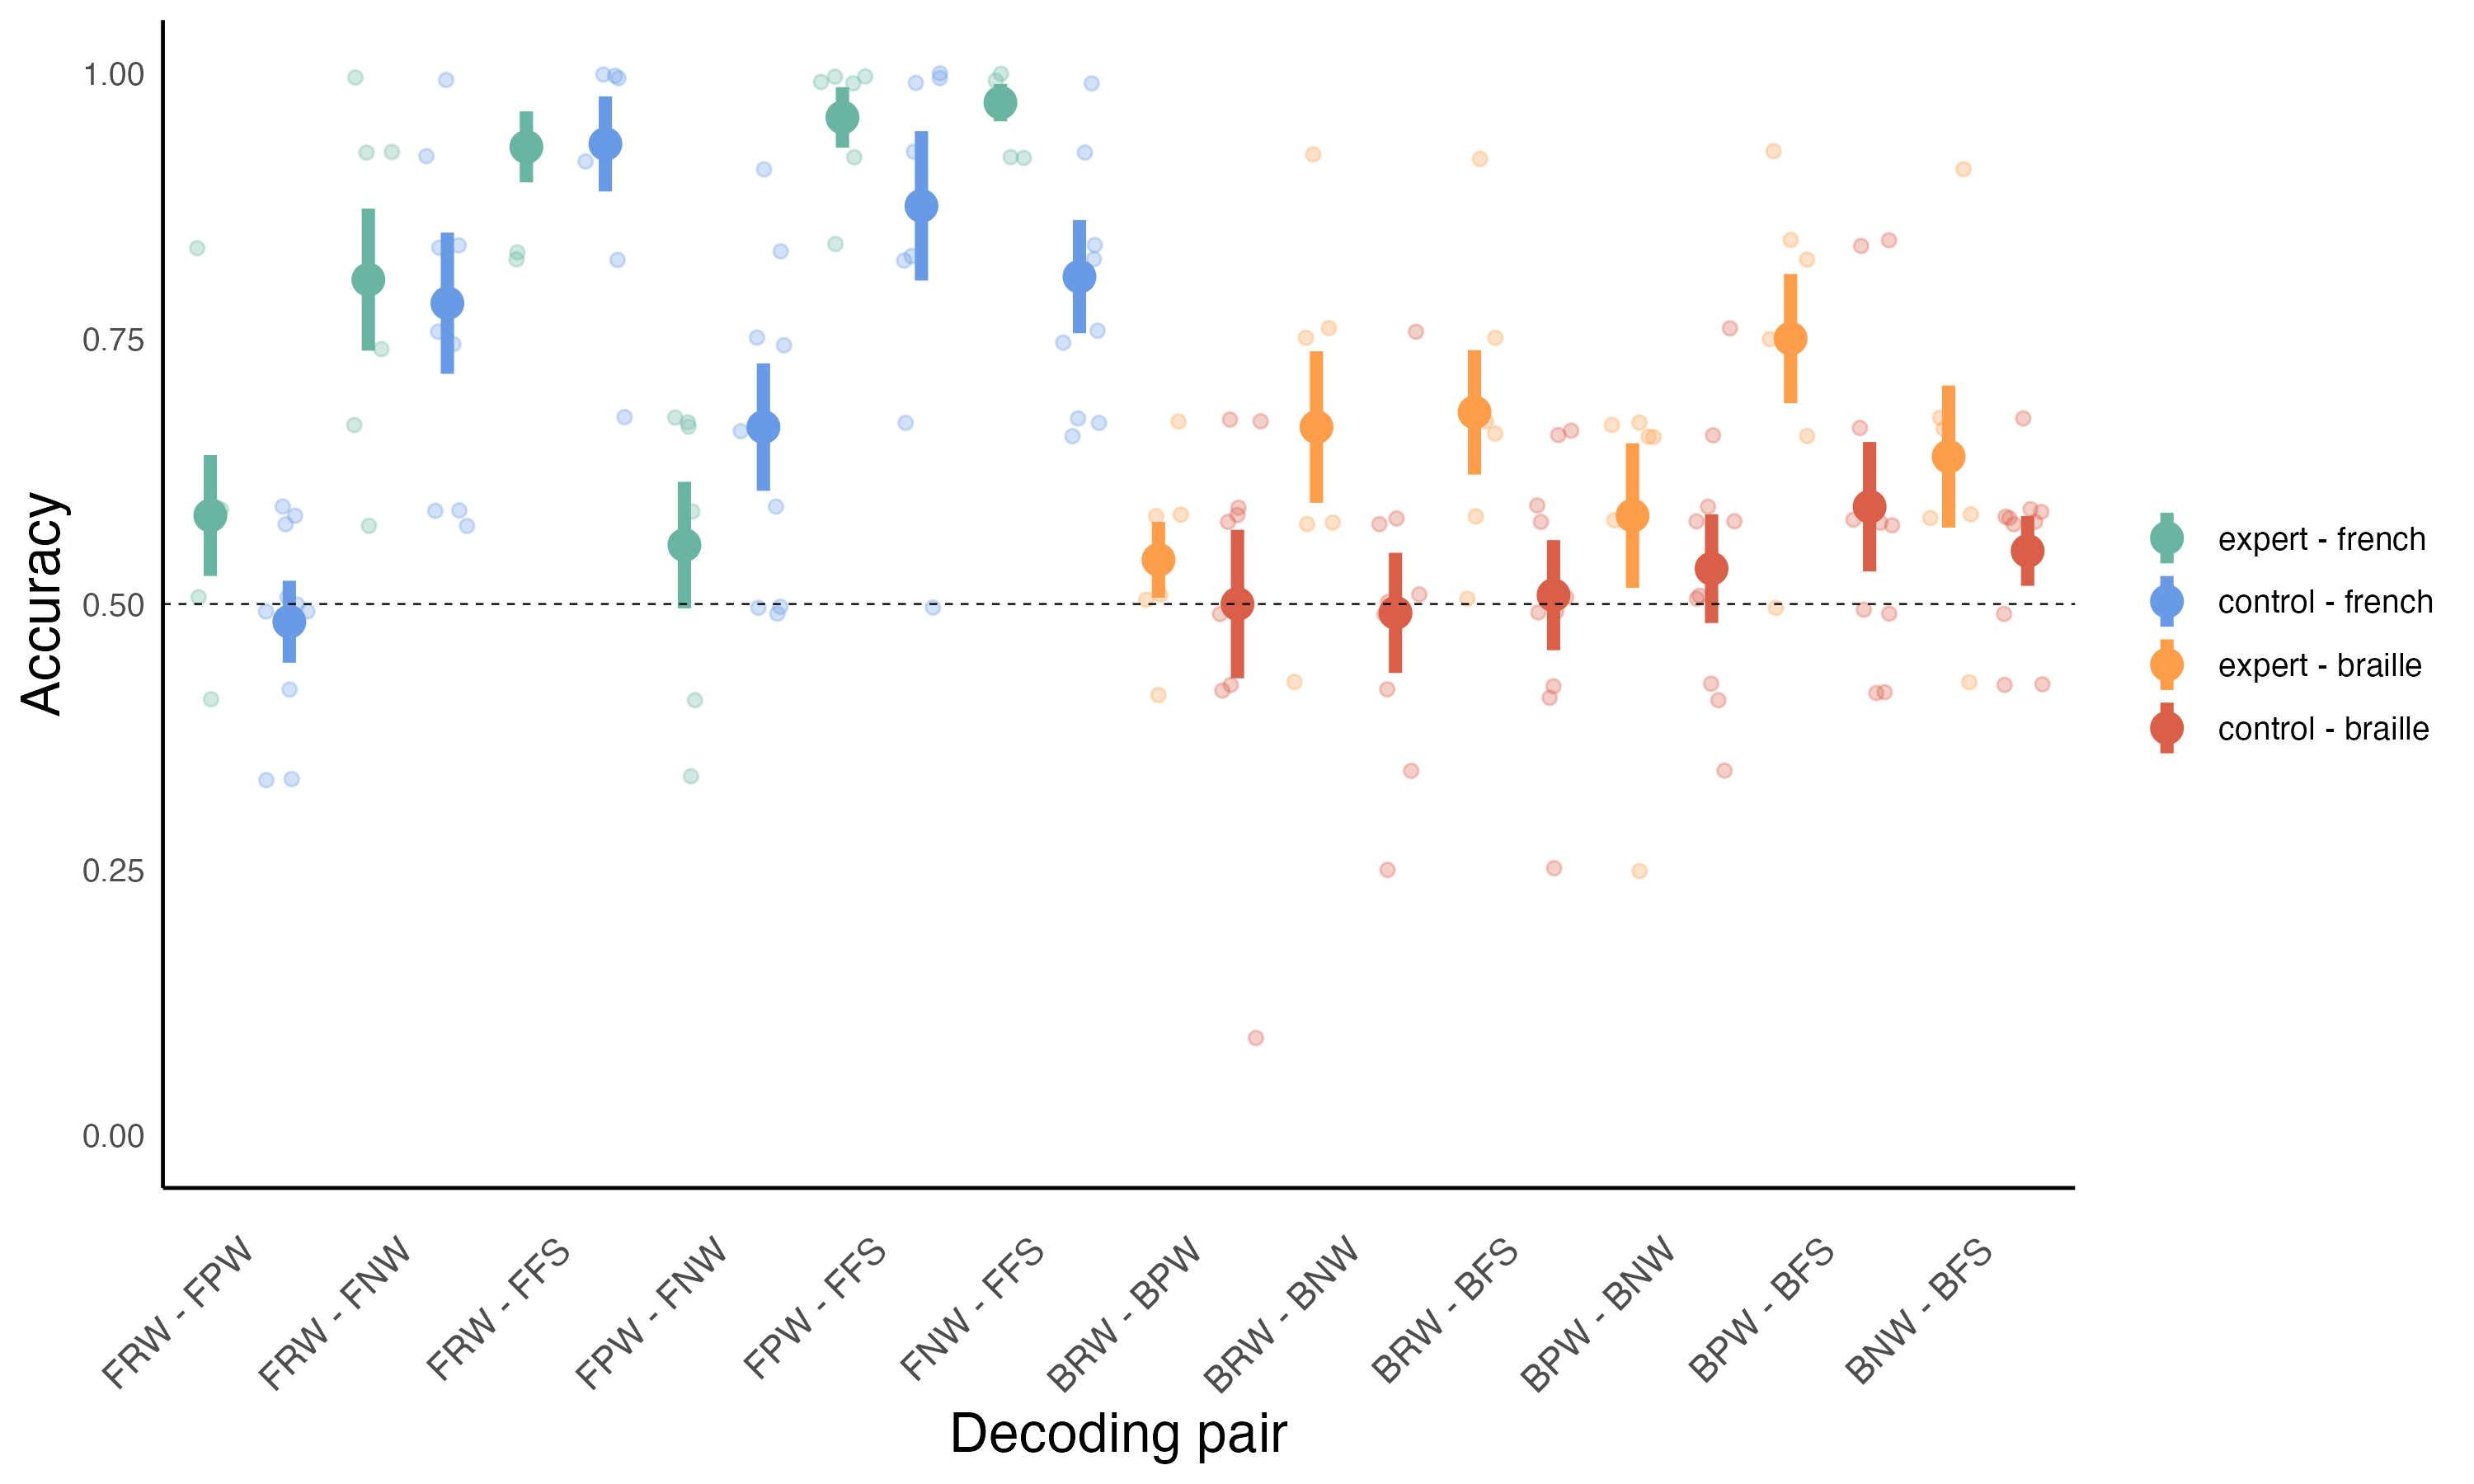 1.00
0.75
0.50
0.25
0.00
Accuracy
FRW - FPW
FRW - FNW
FRW - FFS
FPW - FNW
FPW - FFS
FNW - FFS
BRW - BPW
BRW - BNW
BRW - BFS
BPW - BNW
BPW - BFS
BNW - BFS
Decoding pair
expert - french
control - french
expert - braille
control - braille